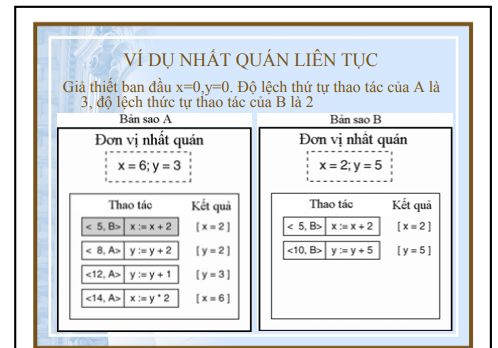 VÍ DỤ NHẤT QUÁN LIÊN TỤC
Giả thiết ban đầu x=0,y=0. Độ lệch thứ tự thao tác của A là
3, độ lệch thức tự thao tác của B là 2
Bản sao A
Đơn vị nhất quán
x = 6; y = 3
Thao tác Kết quả
< 5, B> x := x + 2 [ x = 2 ]
< 8, A> y := y + 2 [ y = 2 ]
<12, A> y := y + 1 [ y = 3 ]
<14, A> x := y * 2 [ x = 6 ]
Bản sao B
Đơn vị nhất quán
x = 2; y = 5
Thao tác Kết quả
< 5, B> x := x + 2 [ x = 2 ]
<10, B> y := y + 5 [ y = 5 ]